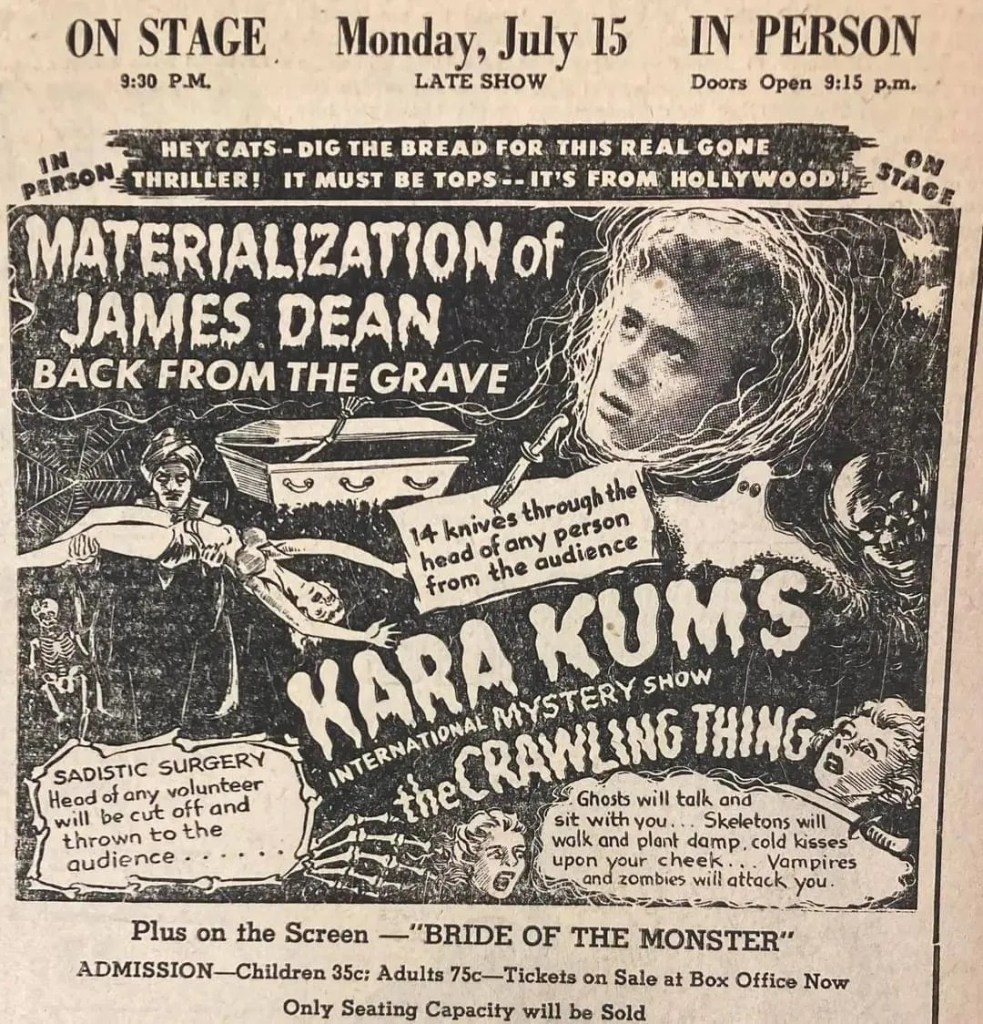 ON STAGE Monday, July 15 IN PERSON
9:30 P.M. LATE SHOW Doors Open 9:15 p.m.
IN PERSON
HEY CATS - DIG THE BREAD FOR THIS REAL GONE
THRILLER! IT MUST BE TOPS -- IT'S FROM HOLLYWOOD!
ON STAGE
MATERIALIZATION of
JAMES DEAN
BACK FROM THE GRAVE
14 knives through the
head of any person
from the audience
KARA KUM'S
INTERNATIONAL MYSTERY SHOW
the CRAWLING THING
SADISTIC SURGERY
Head of any volunteer
will be cut off and
thrown to the
audience . . . . . .
Ghosts will talk and
sit with you... Skeletons will
walk and plant damp, cold kisses
upon your cheek... Vampires
and zombies will attack you.
Plus on the Screen —"BRIDE OF THE MONSTER"
ADMISSION—Children 35c; Adults 75c—Tickets on Sale at Box Office Now
Only Seating Capacity will be Sold